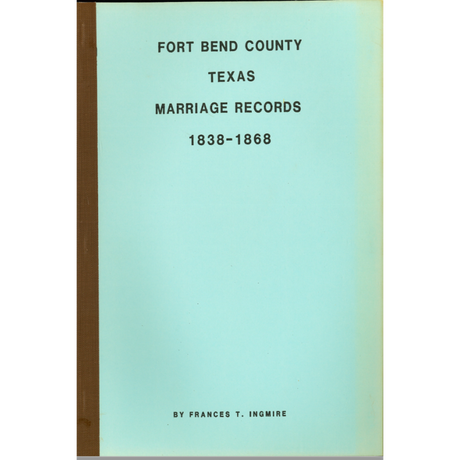 FORT BEND COUNTY
TEXAS
MARRIAGE RECORDS
1838-1868
BY FRANCES T. INGMIRE